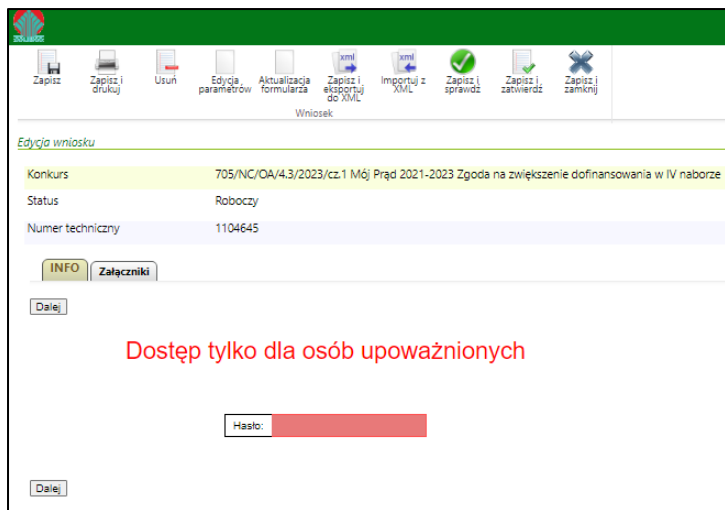 Zapisz
Zapisz i drukuj
Usuń
Edycja parametrów
Aktualizacja formularza
Zapisz i eksportuj do XML
xml
Importuj z XML
xml
Zapisz i sprawdź
Zapisz i zatwierdź
Zapisz i zamknij
Wniosek
Edycja wniosku
Konkurs 705/NC/OA/4.3/2023/cz.1 Mój Prąd 2021-2023 Zgoda na zwiększenie dofinansowania w IV naborze
Status Roboczy
Numer techniczny 1104645
INFO Załączniki
Dalej
Dostęp tylko dla osób upoważnionych
Hasło:
Dalej